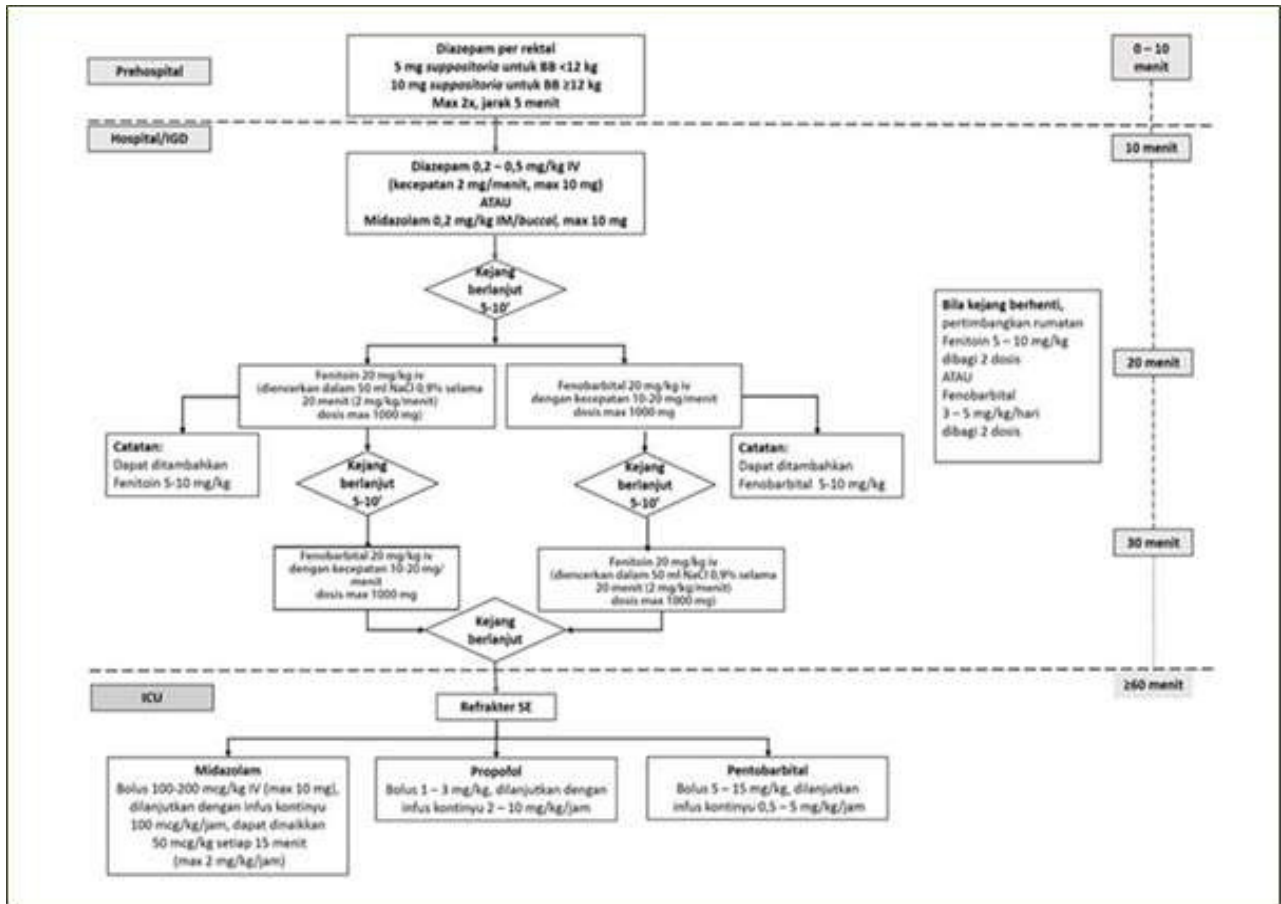 Prehospital
Diazepam per rektal
5 mg suppositoria untuk BB <12 kg
10 mg suppositoria untuk BB ≥12 kg
Max 2x, jarak 5 menit
0 – 10
menit
Hospital/IGD
10 menit
Diazepam 0,2 – 0,5 mg/kg IV
(kecepatan 2 mg/menit, max 10 mg)
ATAU
Midazolam 0,2 mg/kg IM/buccal, max 10 mg
Kejang
berlanjut
5-10'
Bila kejang berhenti,
pertimbangkan rumatan
Fenitoin 5 – 10 mg/kg
dibagi 2 dosis
ATAU
Fenobarbital
3 – 5 mg/kg/hari
dibagi 2 dosis
20 menit
Fenitoin 20 mg/kg iv
(diencerkan dalam 50 ml NaCl 0,9% selama
20 menit (2 mg/kg/menit)
dosis max 1000 mg)
Fenobarbital 20 mg/kg iv
dengan kecepatan 10-20 mg/menit
dosis max 1000 mg
Catatan:
Dapat ditambahkan
Fenitoin 5-10 mg/kg
Kejang
berlanjut
5-10'
Kejang
berlanjut
5-10'
Catatan:
Dapat ditambahkan
Fenobarbital 5-10 mg/kg
30 menit
Fenobarbital 20 mg/kg iv
dengan kecepatan 10-20 mg/
menit
dosis max 1000 mg
Fenitoin 20 mg/kg iv
(diencerkan dalam 50 ml NaCl 0,9% selama
20 menit (2 mg/kg/menit)
dosis max 1000 mg)
Kejang
berlanjut
≥60 menit
ICU
Refrakter SE
Midazolam
Bolus 100-200 mcg/kg IV (max 10 mg),
dilanjutkan dengan infus kontinyu
100 mcg/kg/jam, dapat dinaikkan
50 mcg/kg setiap 15 menit
(max 2 mg/kg/jam)
Propofol
Bolus 1 – 3 mg/kg, dilanjutkan dengan
infus kontinyu 2 – 10 mg/kg/jam
Pentobarbital
Bolus 5 – 15 mg/kg, dilanjutkan
infus kontinyu 0,5 – 5 mg/kg/jam